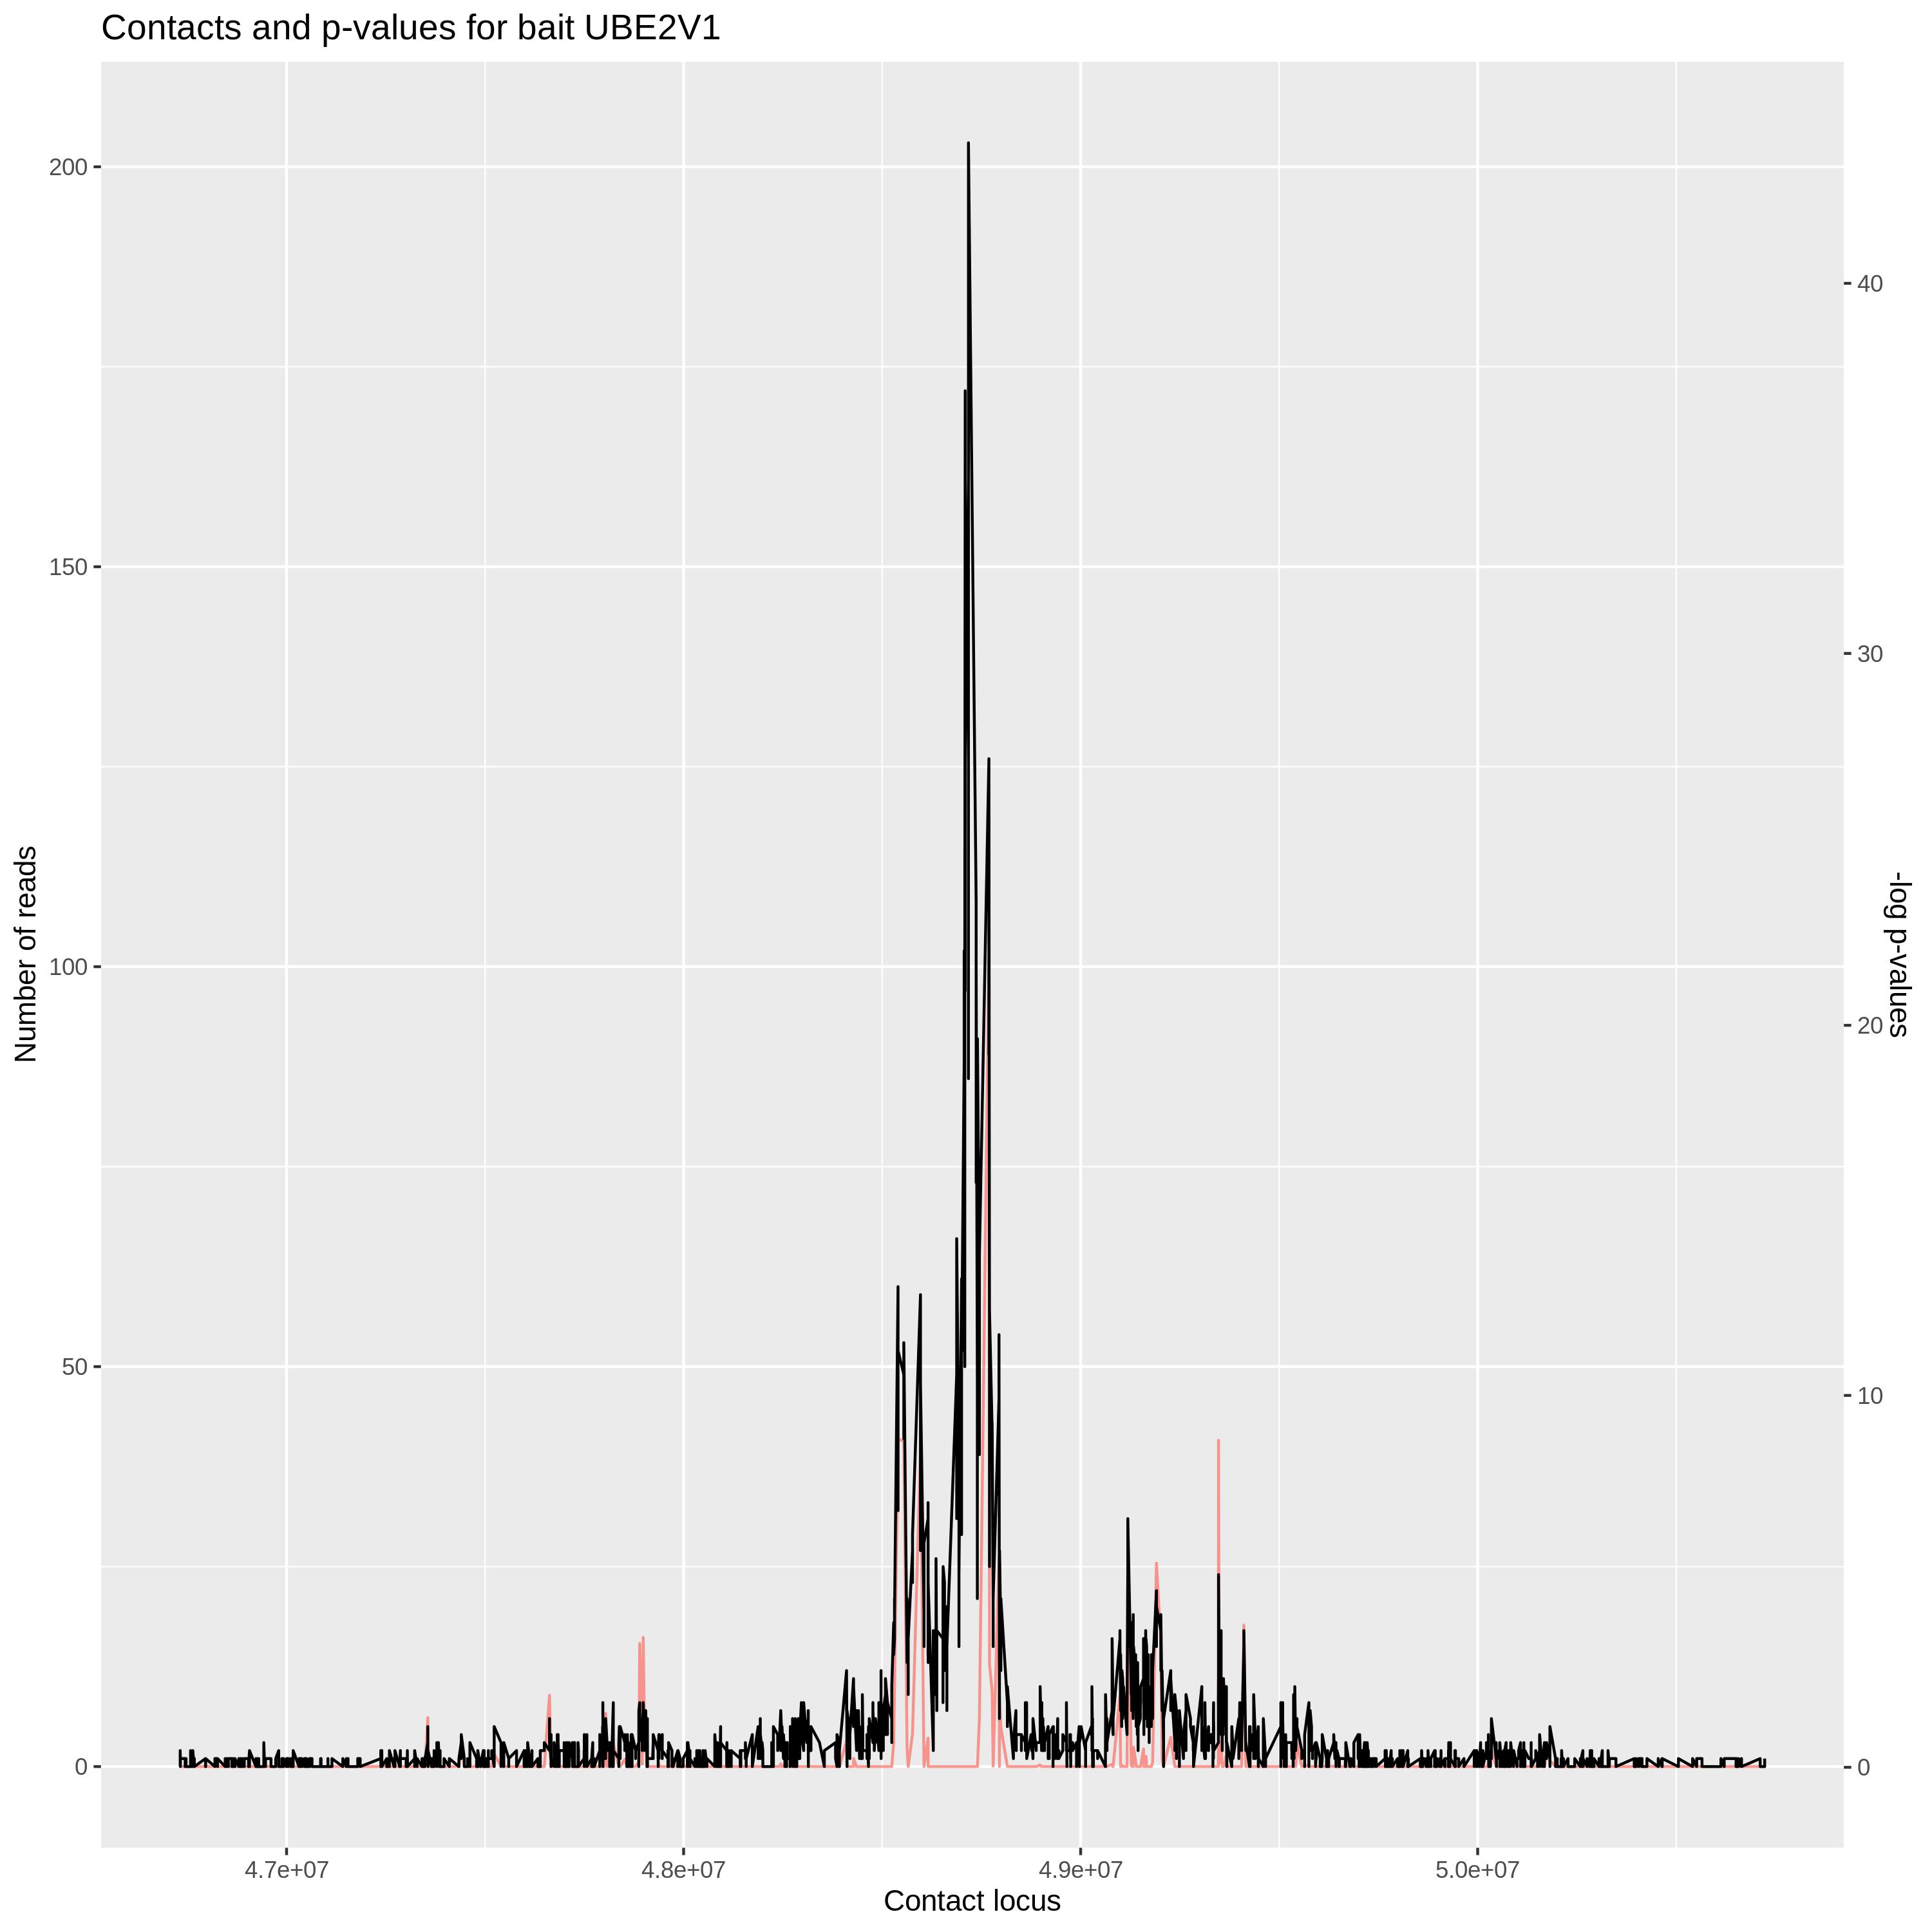 Contacts and p-values for bait UBE2V1
200
150
100
50
0
Number of reads
40
30
20
10
0
-log p-values
4.7e+07
4.8e+07
4.9e+07
5.0e+07
Contact locus